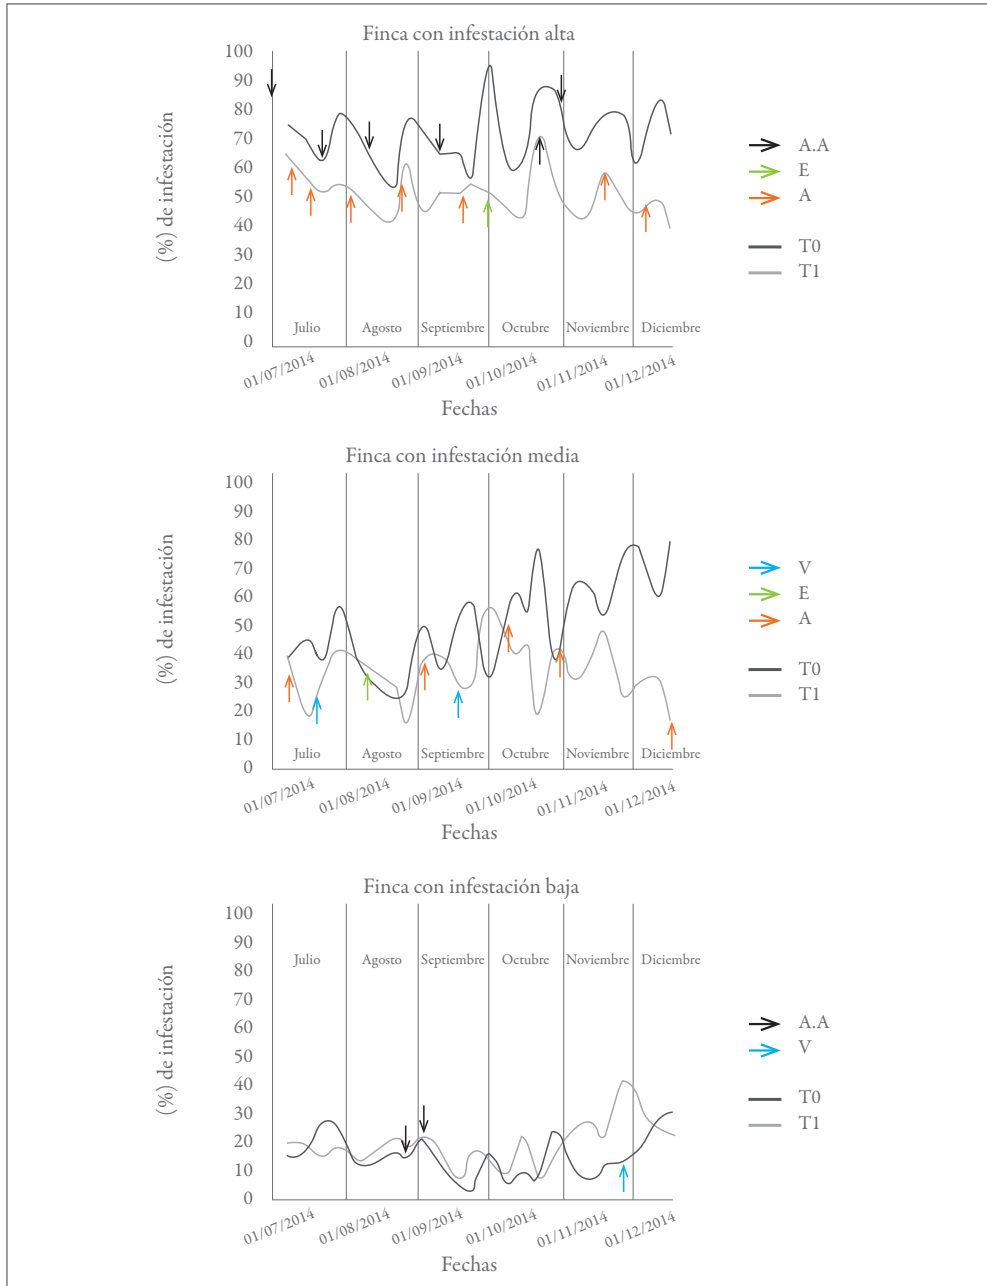 Finca con infestación alta
100
90
80
70
60
50
40
30
20
10
0
(%) de infestación
Julio Agosto Septiembre Octubre Noviembre Diciembre
01/07/2014 01/08/2014 01/09/2014 01/10/2014 01/11/2014 01/12/2014
Fechas
A.A
E
A
T0
T1
Finca con infestación media
100
90
80
70
60
50
40
30
20
10
0
(%) de infestación
Julio Agosto Septiembre Octubre Noviembre Diciembre
01/07/2014 01/08/2014 01/09/2014 01/10/2014 01/11/2014 01/12/2014
Fechas
V
E
A
T0
T1
Finca con infestación baja
100
90
80
70
60
50
40
30
20
10
0
(%) de infestación
Julio Agosto Septiembre Octubre Noviembre Diciembre
01/07/2014 01/08/2014 01/09/2014 01/10/2014 01/11/2014 01/12/2014
Fechas
A.A
V
T0
T1